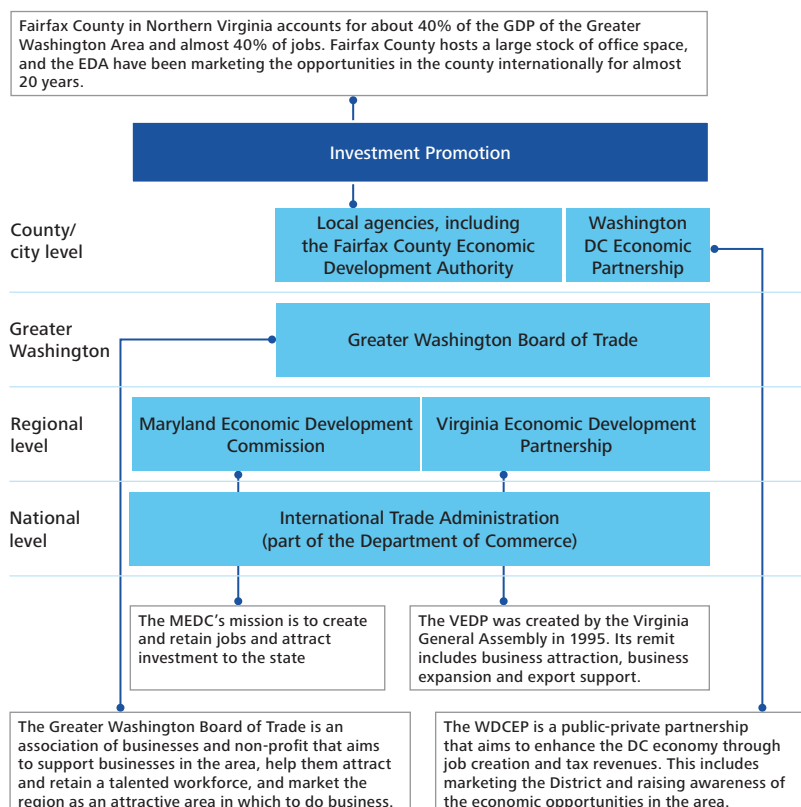 Fairfax County in Northern Virginia accounts for about 40% of the GDP of the Greater
Washington Area and almost 40% of jobs. Fairfax County hosts a large stock of office space,
and the EDA have been marketing the opportunities in the county internationally for almost
20 years.
Investment Promotion
County/
city level
Local agencies, including
the Fairfax County Economic
Development Authority
Washington
DC Economic
Partnership
Greater
Washington
Greater Washington Board of Trade
Regional
level
Maryland Economic Development
Commission
Virginia Economic Development
Partnership
National
level
International Trade Administration
(part of the Department of Commerce)
The MEDC’s mission is to create
and retain jobs and attract
investment to the state
The VEDP was created by the Virginia
General Assembly in 1995. Its remit
includes business attraction, business
expansion and export support.
The Greater Washington Board of Trade is an
association of businesses and non-profit that aims
to support businesses in the area, help them attract
and retain a talented workforce, and market the
region as an attractive area in which to do business.
The WDCEP is a public-private partnership
that aims to enhance the DC economy through
job creation and tax revenues. This includes
marketing the District and raising awareness of
the economic opportunities in the area.